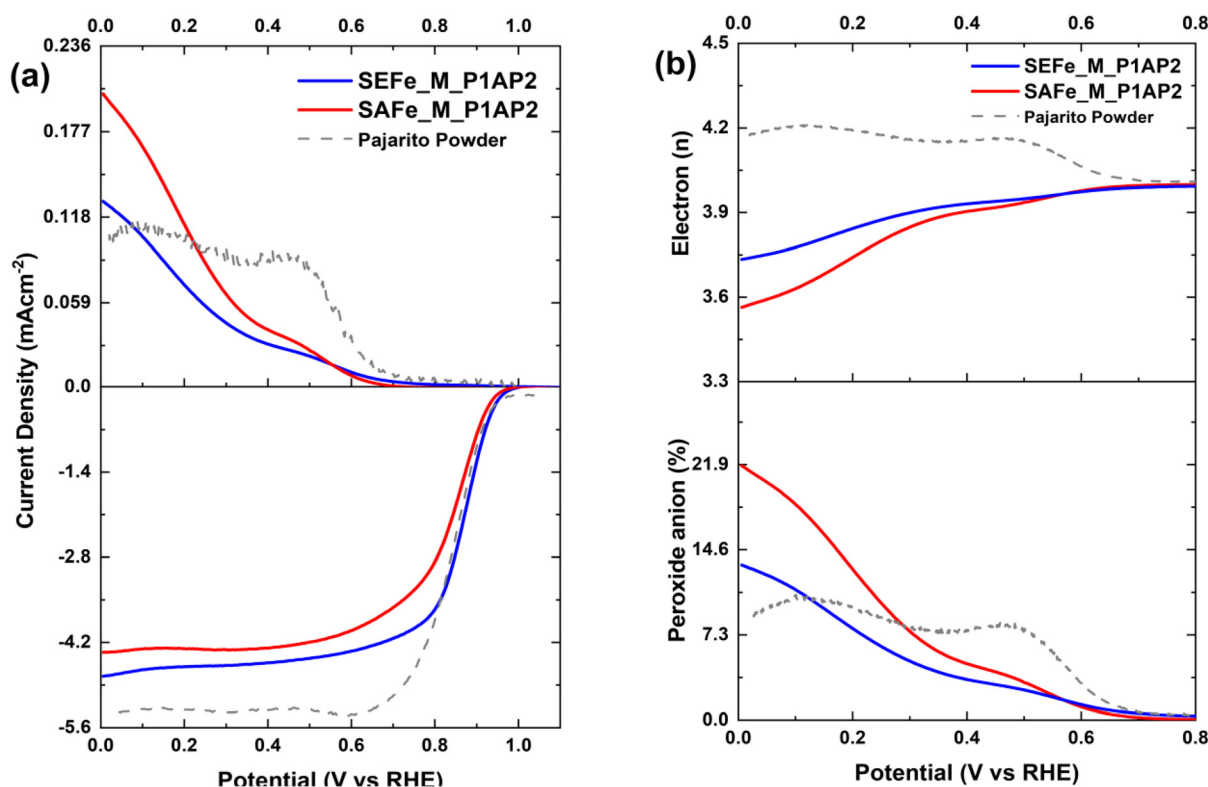 (a)
0.0 0.2 0.4 0.6 0.8 1.0
0.236
0.177
0.118
0.059
0.0
-1.4
-2.8
-4.2
-5.6
SEFe_M_P1AP2
SAFe_M_P1AP2
Pajarito Powder
Current Density (mAcm-2)
0.0 0.2 0.4 0.6 0.8 1.0
Potential (V vs RHE)
(b)
0.0 0.2 0.4 0.6 0.8
4.5
4.2
3.9
3.6
3.3
SEFe_M_P1AP2
SAFe_M_P1AP2
Pajarito Powder
Electron (n)
21.9
14.6
7.3
0.0
Peroxide anion (%)
0.0 0.2 0.4 0.6 0.8
Potential (V vs RHE)